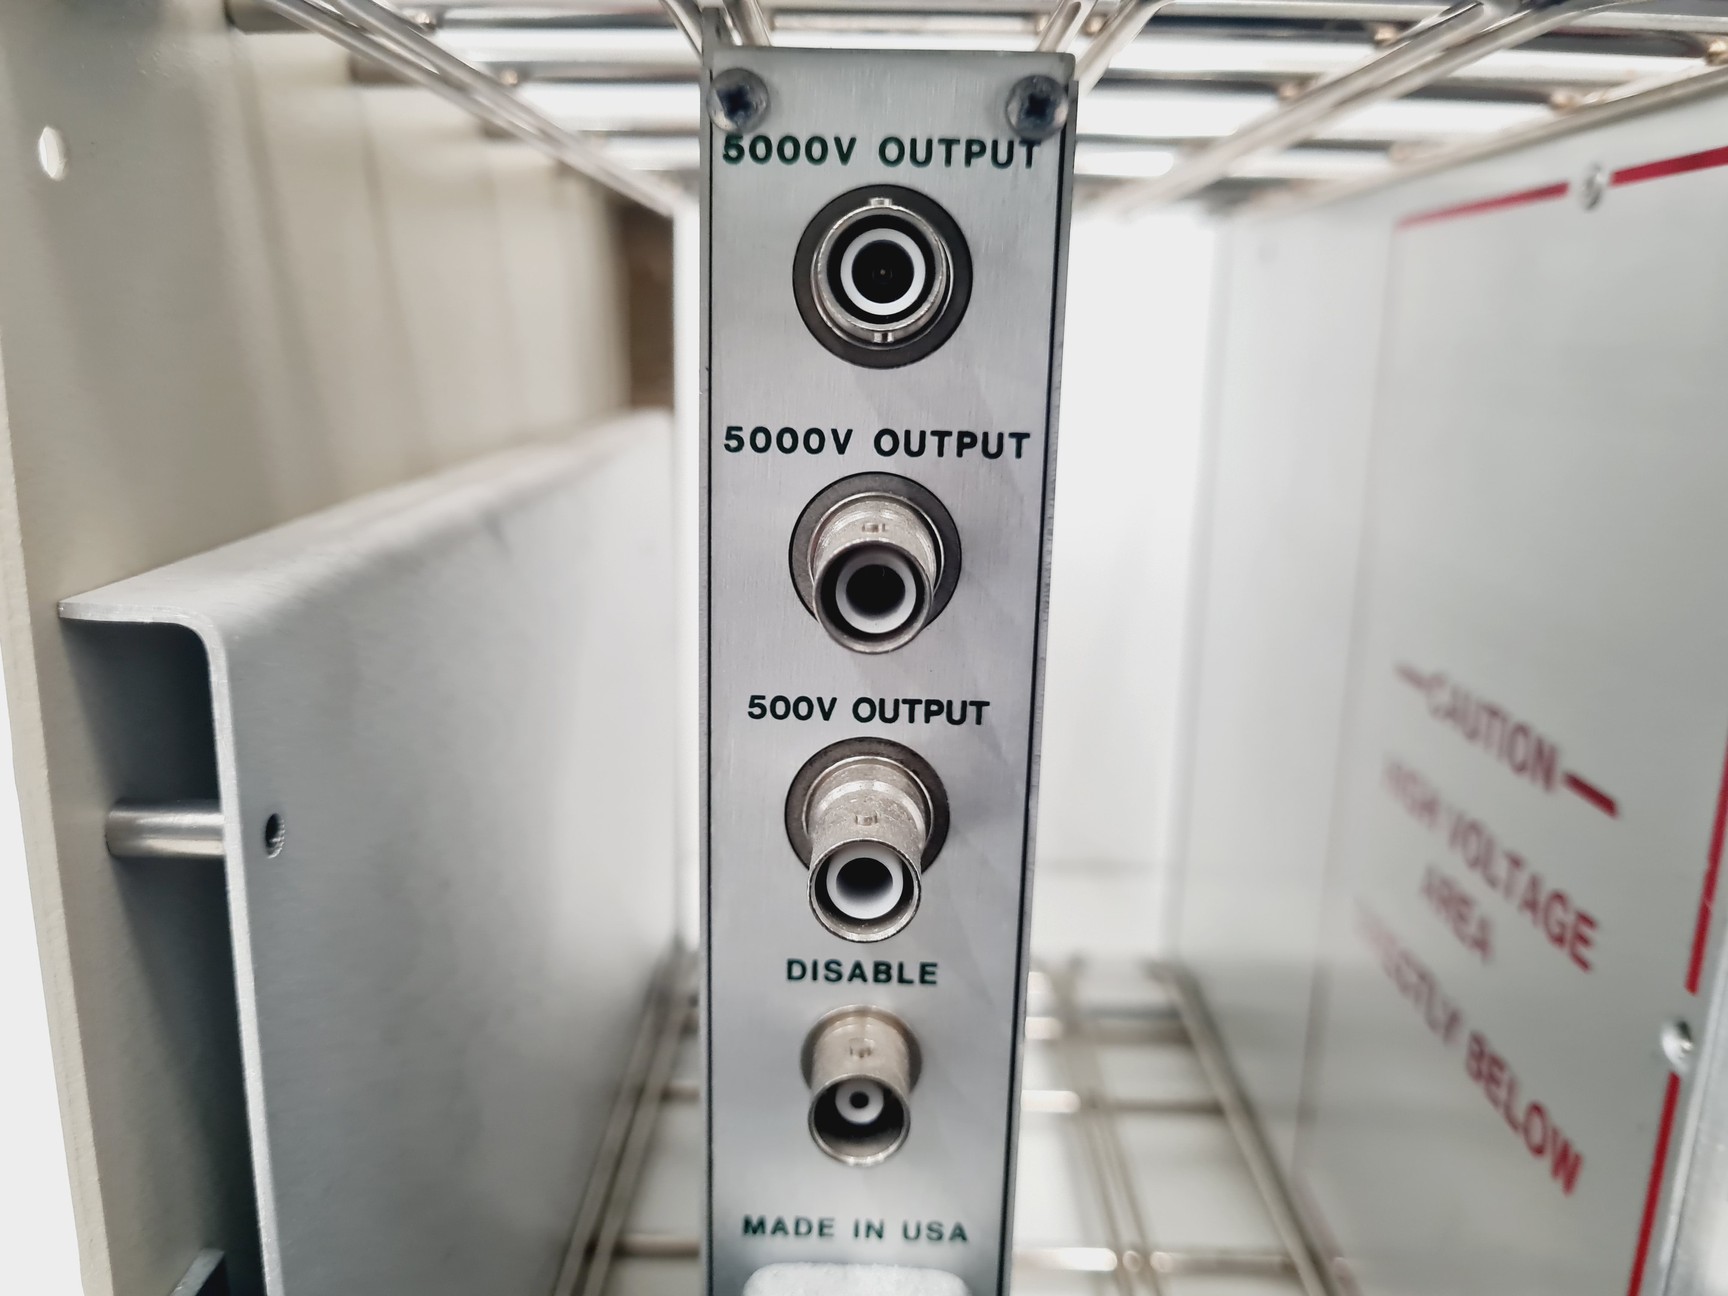 5000V OUTPUT
5000V OUTPUT
500V OUTPUT
DISABLE
MADE IN USA
CAUTION
HIGH VOLTAGE
AREA
BELOW